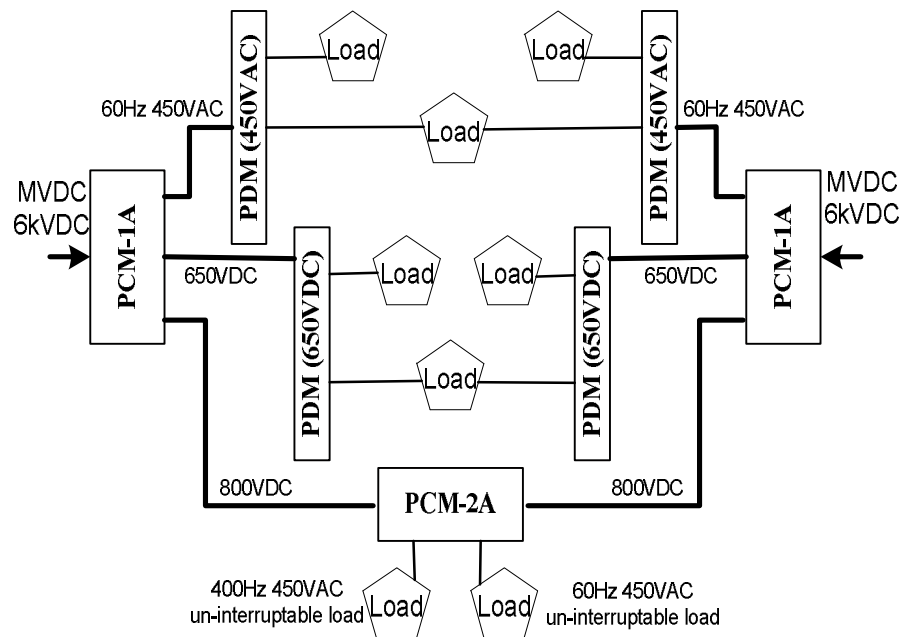 Load
Load
60Hz 450VAC
PDM (450VAC)
Load
PDM (450VAC)
60Hz 450VAC
MVDC
6kVDC
PCM-1A
650VDC
PDM (650VDC)
Load
Load
Load
PDM (650VDC)
650VDC
PCM-1A
MVDC
6kVDC
800VDC
PCM-2A
800VDC
400Hz 450VAC
un-interruptable load
Load
Load
60Hz 450VAC
un-interruptable load